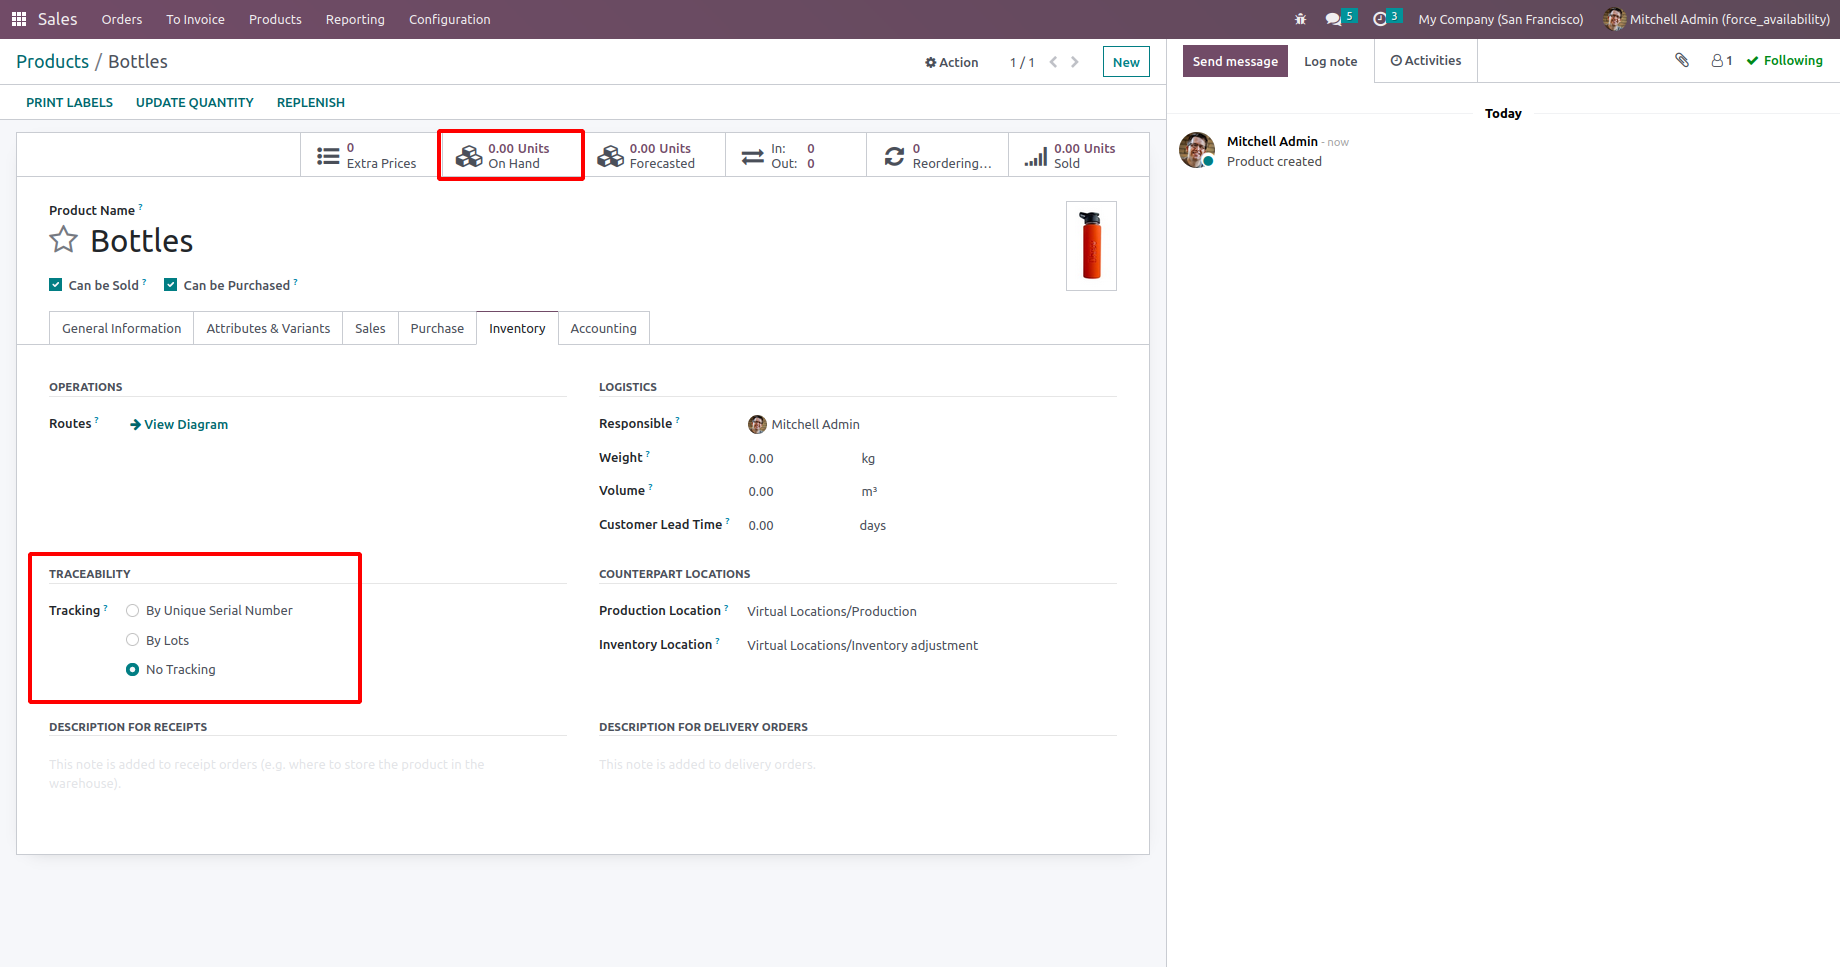 Sales Orders To Invoice Products Reporting Configuration 5 3 My Company (San Francisco) Mitchell Admin (force_availability)
Products / Bottles Action 1 / 1 New
PRINT LABELS UPDATE QUANTITY REPLENISH
0
Extra Prices
0.00 Units
On Hand
0.00 Units
Forecasted
In: 0
Out: 0
0
Reordering...
0.00 Units
Sold
Product Name ?
Bottles
Can be Sold ? Can be Purchased ?
General Information Attributes & Variants Sales Purchase Inventory Accounting
OPERATIONS
Routes ? View Diagram
LOGISTICS
Responsible ? Mitchell Admin
Weight ? 0.00 kg
Volume ? 0.00 m³
Customer Lead Time ? 0.00 days
TRACEABILITY
Tracking ? By Unique Serial Number
By Lots
No Tracking
COUNTERPART LOCATIONS
Production Location ? Virtual Locations/Production
Inventory Location ? Virtual Locations/Inventory adjustment
DESCRIPTION FOR RECEIPTS
This note is added to receipt orders (e.g. where to store the product in the
warehouse).
DESCRIPTION FOR DELIVERY ORDERS
This note is added to delivery orders.
Send message Log note Activities 1 Following
Today
Mitchell Admin - now
Product created